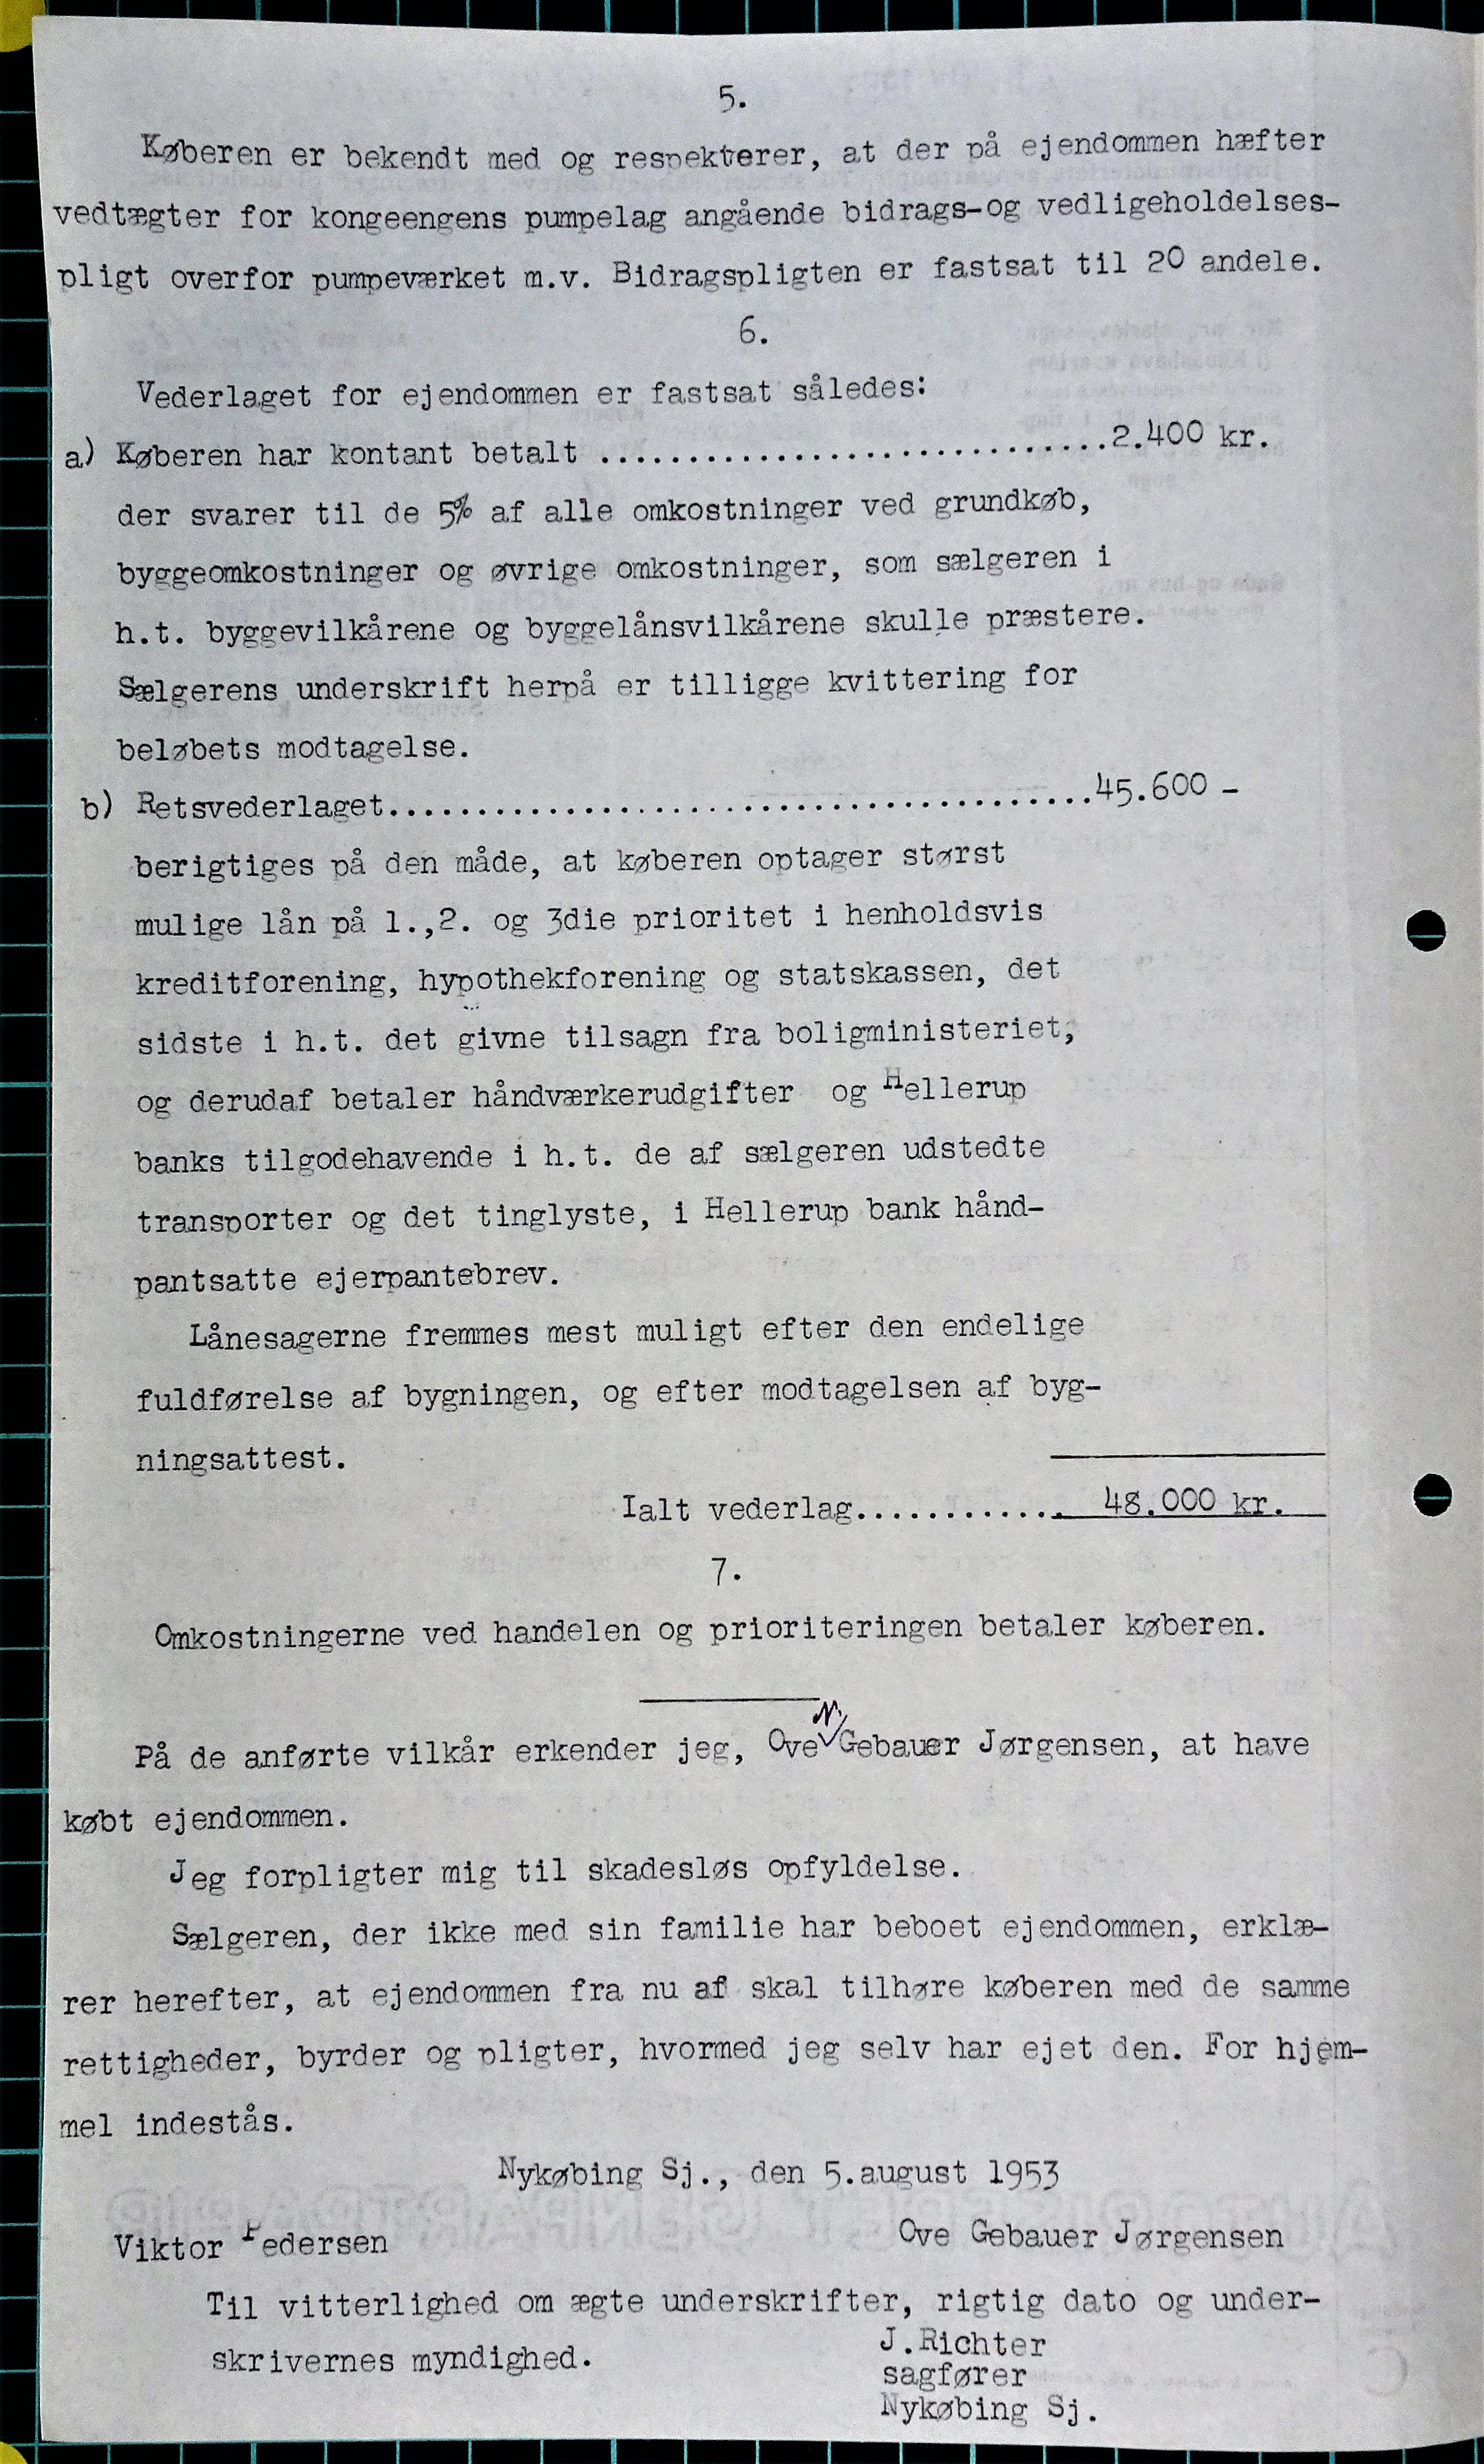 5.
Køberen er bekendt med og respekterer, at der på ejendommen hæfter
vedtægter for kongeengens pumpelag angående bidrags-og vedligeholdelses-
pligt overfor pumpeværket m.v. Bidragspligten er fastsat til 20 andele.
6.
Vederlaget for ejendommen er fastsat således:
a) Køberen har kontant betalt ..............................2.400 kr.
der svarer til de 5% af alle omkostninger ved grundkøb,
byggeomkostninger og øvrige omkostninger, som sælgeren i
h.t. byggevilkårene og byggelånsvilkårene skulle præstere.
Sælgerens underskrift herpå er tilligge kvittering for
beløbets modtagelse.
b) Retsvederlaget.........................................45.600 -
berigtiges på den måde, at køberen optager størst
mulige lån på 1.,2. og 3die prioritet i henholdsvis
kreditforening, hypothekforening og statskassen, det
sidste i h.t. det givne tilsagn fra boligministeriet,
og derudaf betaler håndværkerudgifter og Hellerup
banks tilgodehavende i h.t. de af sælgeren udstedte
transporter og det tinglyste, i Hellerup bank hånd-
pantsatte ejerpantebrev.
Lånesagerne fremmes mest muligt efter den endelige
fuldførelse af bygningen, og efter modtagelsen af byg-
ningsattest.
Ialt vederlag............. 48.000 kr.
7.
Omkostningerne ved handelen og prioriteringen betaler køberen.
N.
På de anførte vilkår erkender jeg, Ove Gebauer Jørgensen, at have
købt ejendommen.
Jeg forpligter mig til skadesløs opfyldelse.
Sælgeren, der ikke med sin familie har beboet ejendommen, erklæ-
rer herefter, at ejendommen fra nu af skal tilhøre køberen med de samme
rettigheder, byrder og pligter, hvormed jeg selv har ejet den. For hjem-
mel indestås.
Nykøbing Sj., den 5.august 1953
Viktor Pedersen Ove Gebauer Jørgensen
Til vitterlighed om ægte underskrifter, rigtig dato og under-
skrivernes myndighed.
J.Richter
sagfører
Nykøbing Sj.